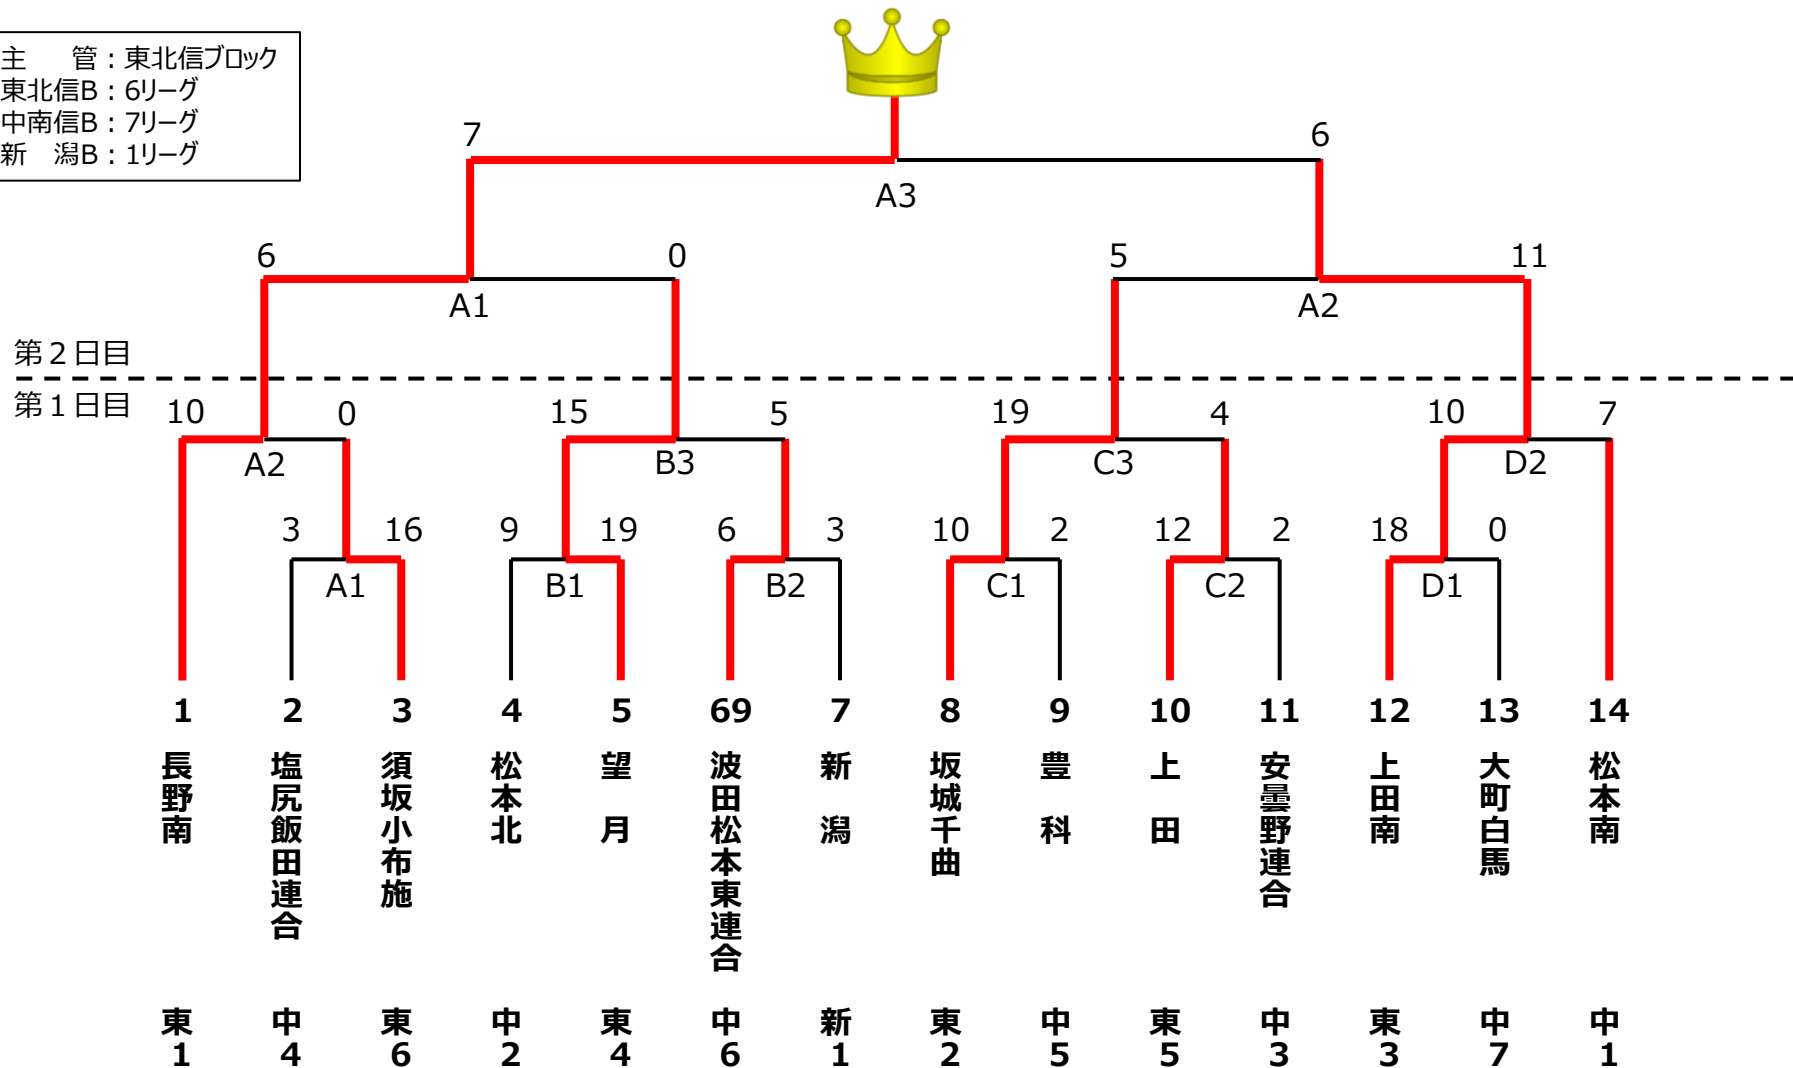 主　管：東北信ブロック
東北信B：6リーグ
中南信B：7リーグ
新　潟B：1リーグ
7 6
A3
6 0 5 11
A1 A2
第２日目
第１日目
10 0 15 5 19 4 10 7
A2 B3 C3 D2
3 16 9 19 6 3 10 2 12 2 18 0
A1 B1 B2 C1 C2 D1
1 2 3 4 5 69 7 8 9 10 11 12 13 14
長野南
塩尻飯田連合
須坂小布施
松本北
望　月
波田松本東連合
新　潟
坂城千曲
豊　科
上　田
安曇野連合
上田南
大町白馬
松本南
東1 中4 東6 中2 東4 中6 新1 東2 中5 東5 中3 東3 中7 中1